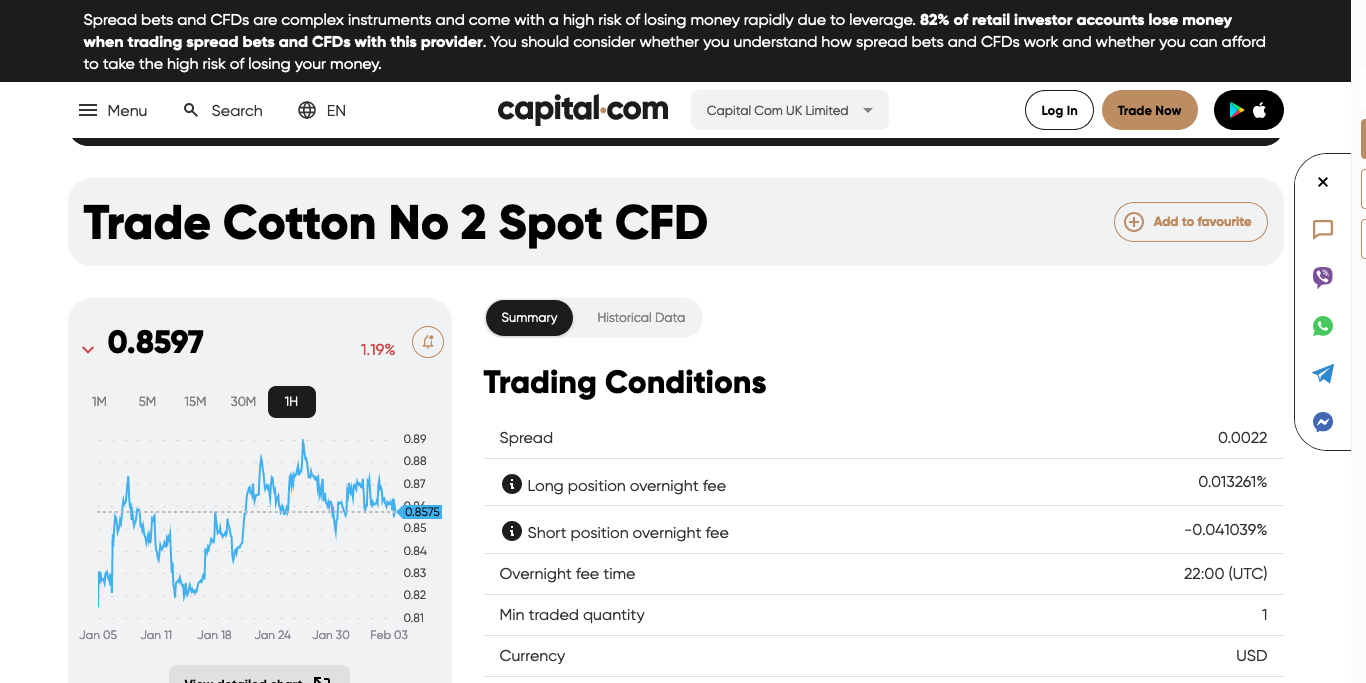 Spread bets and CFDs are complex instruments and come with a high risk of losing money rapidly due to leverage. 82% of retail investor accounts lose money
when trading spread bets and CFDs with this provider. You should consider whether you understand how spread bets and CFDs work and whether you can afford
to take the high risk of losing your money.
Menu
Search
EN
capital.com
Capital Com UK Limited
Log In
Trade Now
Trade Cotton No 2 Spot CFD
Add to favourite
0.8597
1.19%
1M
5M
15M
30M
1H
0.89
0.88
0.87
0.8575
0.85
0.84
0.83
0.82
0.81
Jan 05
Jan 11
Jan 18
Jan 24
Jan 30
Feb 03
View detailed chart
Summary
Historical Data
Trading Conditions
Spread 0.0022
Long position overnight fee 0.013261%
Short position overnight fee -0.041039%
Overnight fee time 22:00 (UTC)
Min traded quantity 1
Currency USD